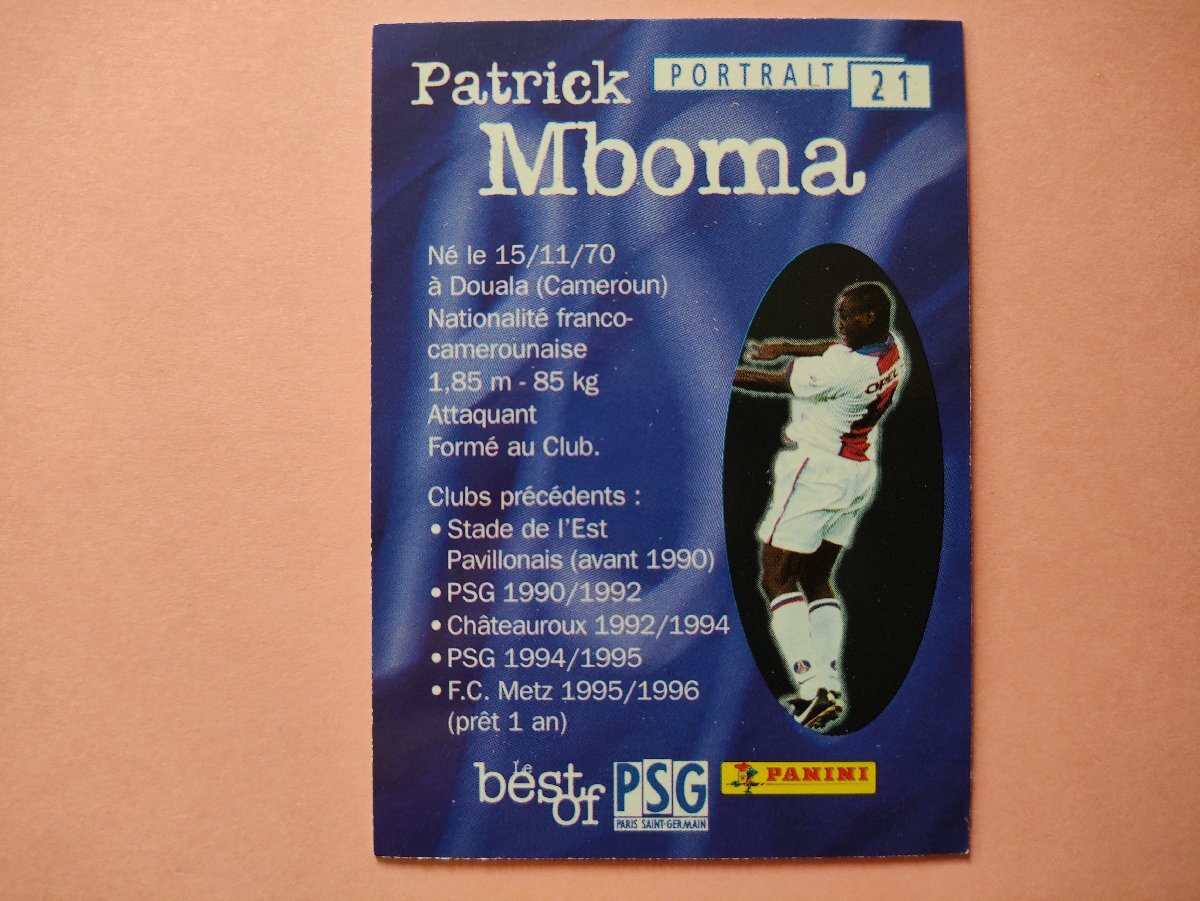 Patrick
PORTRAIT 21
Mboma
Né le 15/11/70
à Douala (Cameroun)
Nationalité franco-
camerounaise
1,85 m - 85 kg
Attaquant
Formé au Club.
OPEL
Clubs précédents :
• Stade de l'Est
Pavillonais (avant 1990)
• PSG 1990/1992
• Châteauroux 1992/1994
• PSG 1994/1995
• F.C. Metz 1995/1996
(prêt 1 an)
Le
best
of
PSG
PARIS SAINT-GERMAIN
PANINI